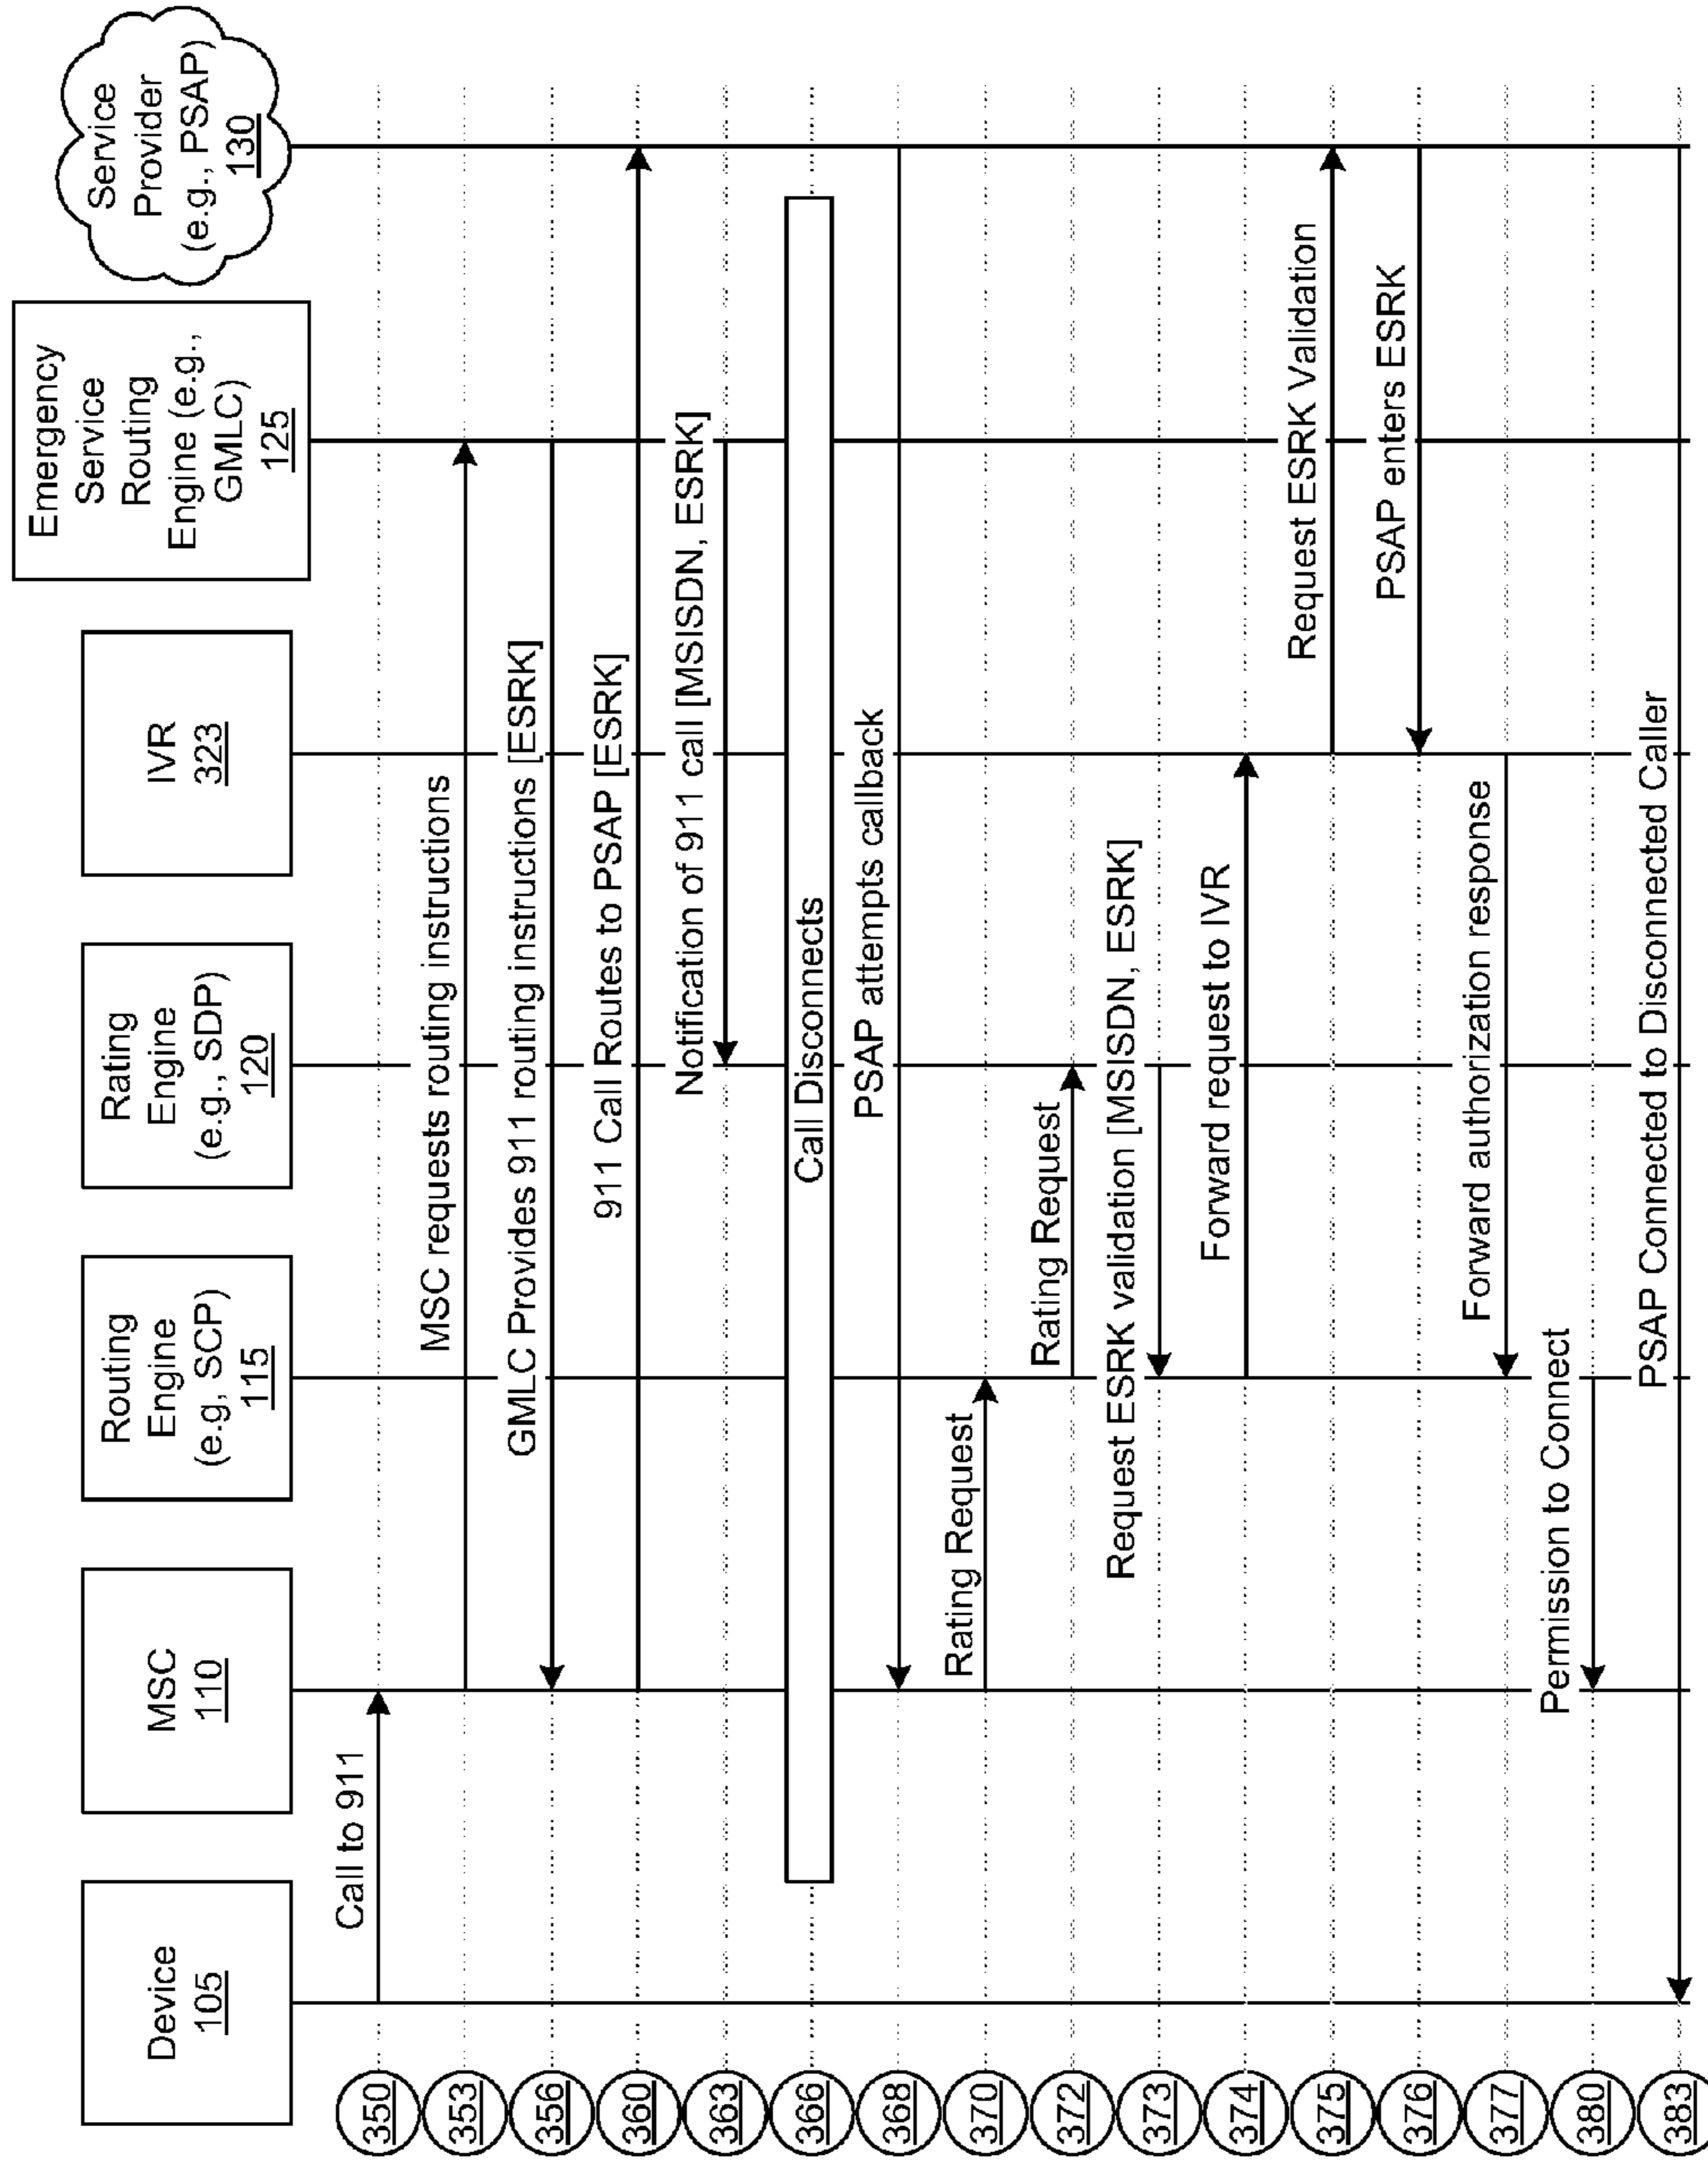 Device
105
MSC
110
Routing
Engine
(e.g, SCP)
115
Rating
Engine
(e.g., SDP)
120
IVR
323
Emergency
Service
Routing
Engine (e.g.,
GMLC)
125
Service
Provider
(e.g., PSAP)
130
350
Call to 911
353
MSC requests routing instructions
356
GMLC Provides 911 routing instructions [ESRK]
360
911 Call Routes to PSAP [ESRK]
363
Notification of 911 call [MSISDN, ESRK]
366
Call Disconnects
368
PSAP attempts callback
370
Rating Request
372
Rating Request
373
Request ESRK validation [MSISDN, ESRK]
374
Forward request to IVR
375
Request ESRK Validation
376
PSAP enters ESRK
377
Forward authorization response
380
Permission to Connect
383
PSAP Connected to Disconnected Caller